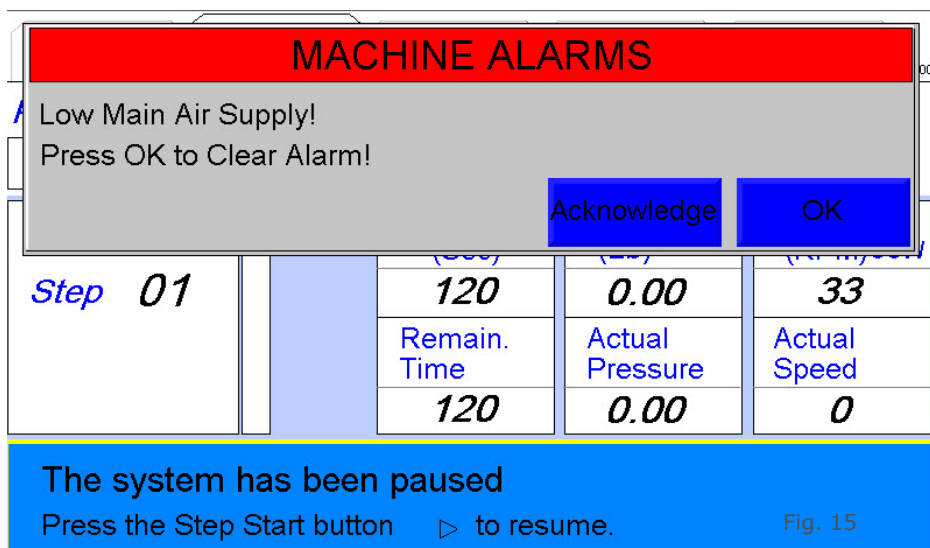 MACHINE ALARMS
Low Main Air Supply!
Press OK to Clear Alarm!
Acknowledge OK
Step 01
120 0.00 33
Remain. Actual Actual
Time Pressure Speed
120 0.00 0
The system has been paused
Press the Step Start button ▷ to resume.
Fig. 15